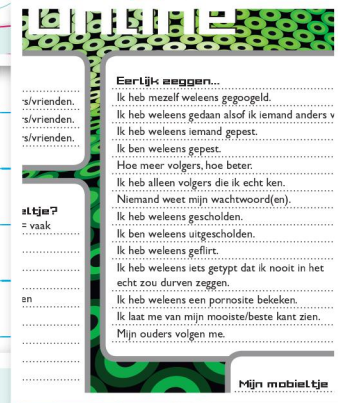 online
rs/vrienden.
rs/vrienden.
rs/vrienden.
eltje?
= vaak
en
Eerlijk zeggen...
Ik heb mezelf weleens gegoogeld.
Ik heb weleens gedaan alsof ik iemand anders
Ik heb weleens iemand gepest.
Ik ben weleens gepest.
Hoe meer volgers, hoe beter.
Ik heb alleen volgers die ik echt ken.
Niemand weet mijn wachtwoord(en).
Ik heb weleens gescholden.
Ik ben weleens uitgescholden.
Ik heb weleens geflirt.
Ik heb weleens iets getypt dat ik nooit in het
echt zou durven zeggen.
Ik heb weleens een pornosite bekeken.
Ik laat me van mijn mooiste/beste kant zien.
Mijn ouders volgen me.
Mijn mobieltje